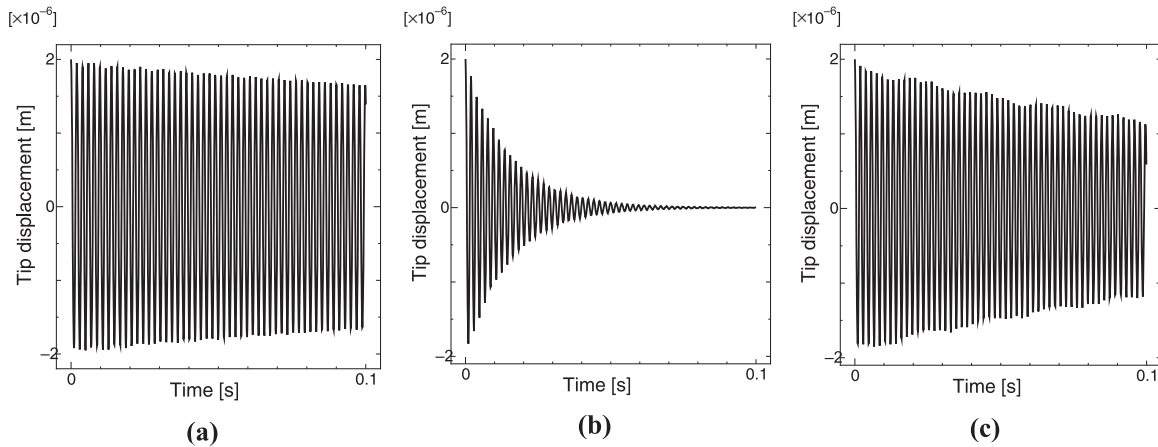 [×10⁻⁶]
2
0
−2
Tip displacement [m]
0
0.1
Time [s]
(a)
[×10⁻⁶]
2
0
−2
Tip displacement [m]
0
0.1
Time [s]
(b)
[×10⁻⁶]
2
0
−2
Tip displacement [m]
0
0.1
Time [s]
(c)